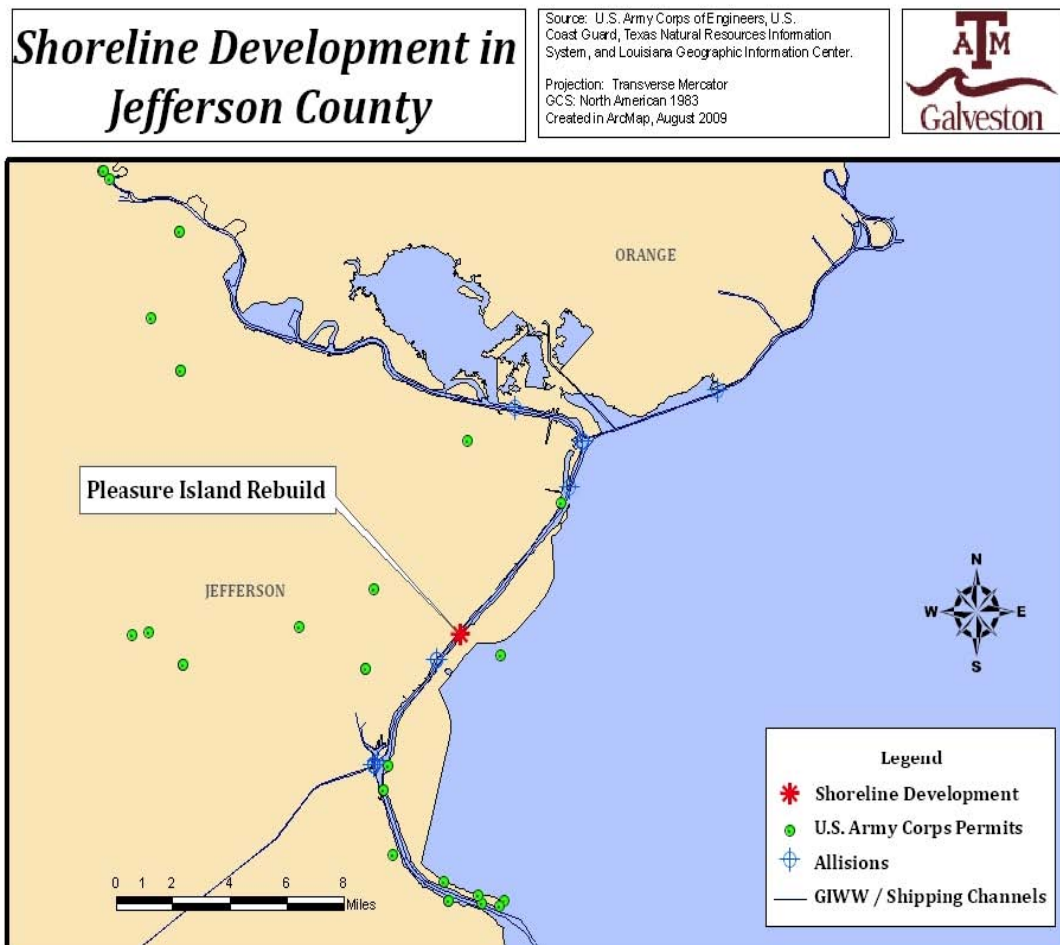 Shoreline Development in
Jefferson County
Source: U.S. Army Corps of Engineers, U.S.
Coast Guard, Texas Natural Resources Information
System, and Louisiana Geographic Information Center.
Projection: Transverse Mercator
GCS: North American 1983
Created in ArcMap, August 2009
ATM
Galveston
ORANGE
Pleasure Island Rebuild
JEFFERSON
N
W E
S
Legend
Shoreline Development
U.S. Army Corps Permits
Allisions
GIWW / Shipping Channels
0 1 2 4 6 8
Miles